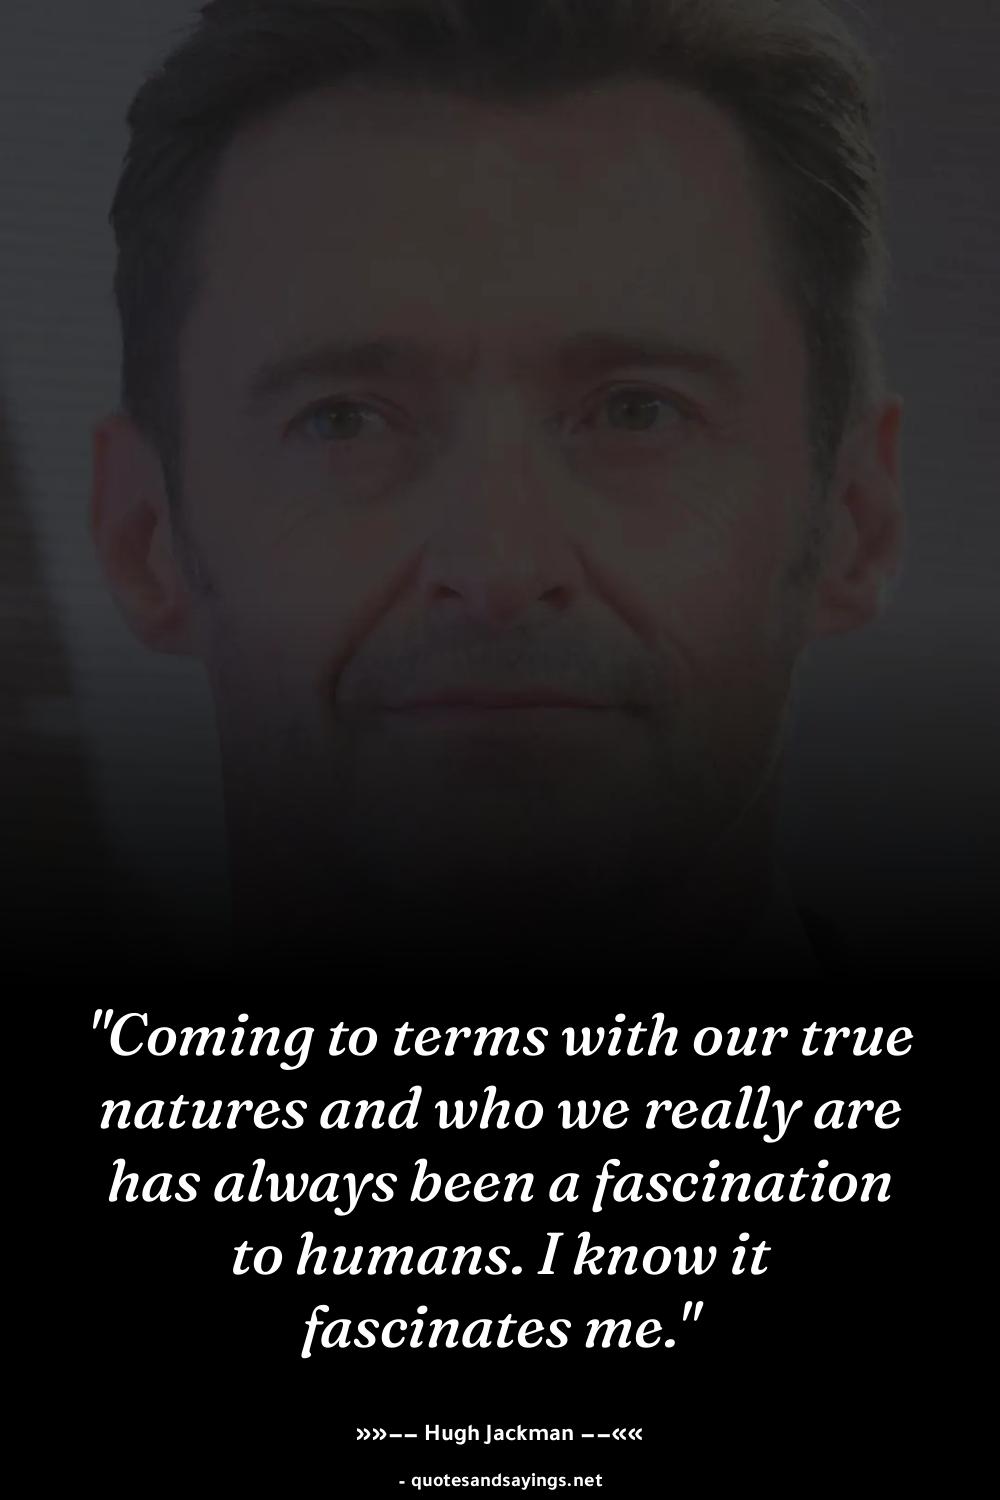 "Coming to terms with our true
natures and who we really are
has always been a fascination
to humans. I know it
fascinates me."
»»−− Hugh Jackman −−««
- quotesandsayings.net